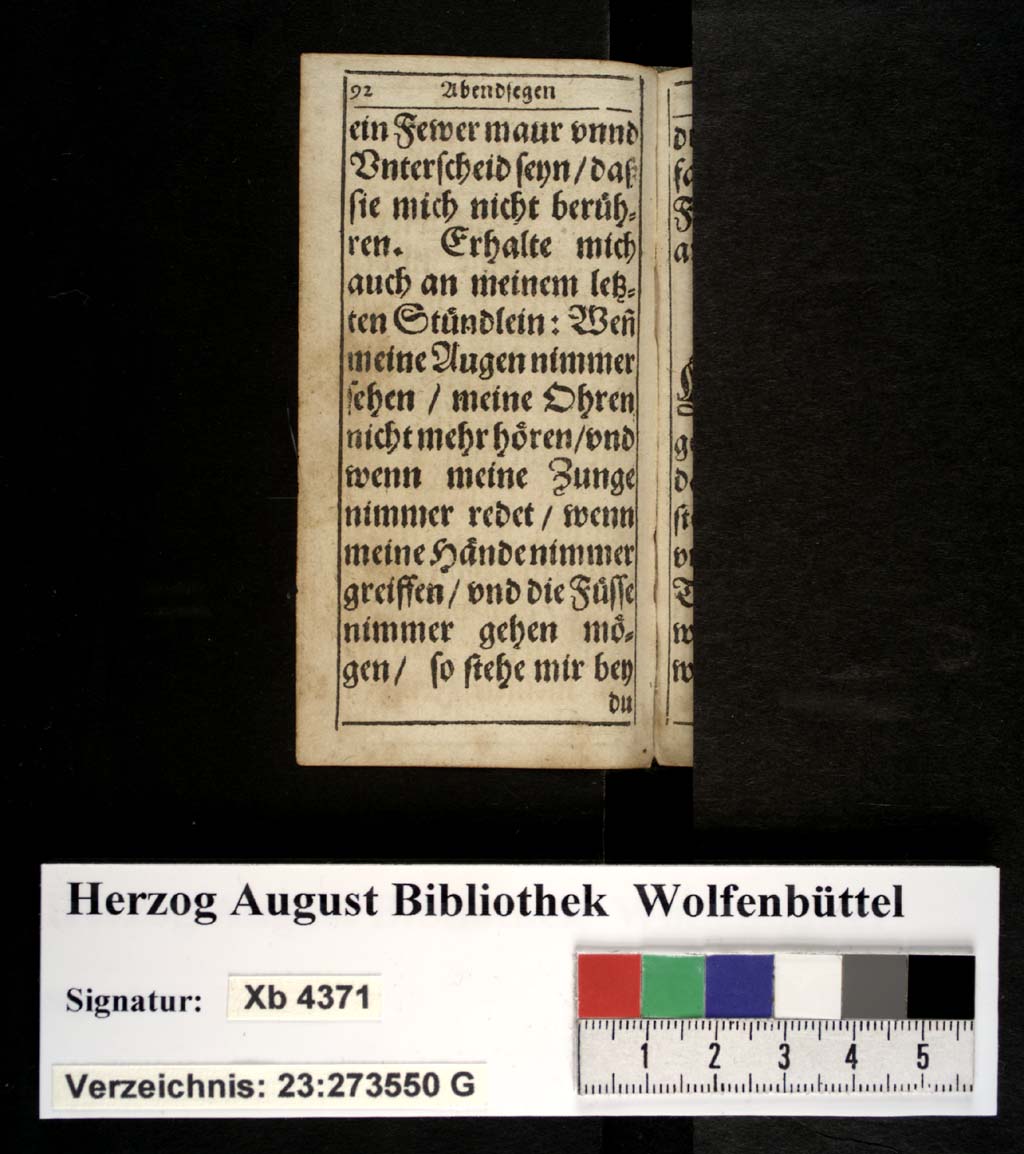 92 Abendsegen
ein Fewer maur vnnd
Vnterscheid seyn / daß
sie mich nicht berüh-
ren. Erhalte mich
auch an meinem letz-
ten Stündlein: Weñ
meine Augen nimmer
sehen / meine Ohren
nicht mehr hören / vnd
wenn meine Zunge
nimmer redet / wenn
meine Hände nimmer
greiffen / vnd die Füsse
nimmer gehen mö-
gen / so stehe mir bey
du
Herzog August Bibliothek Wolfenbüttel
Signatur: Xb 4371
Verzeichnis: 23:273550 G
1 2 3 4 5